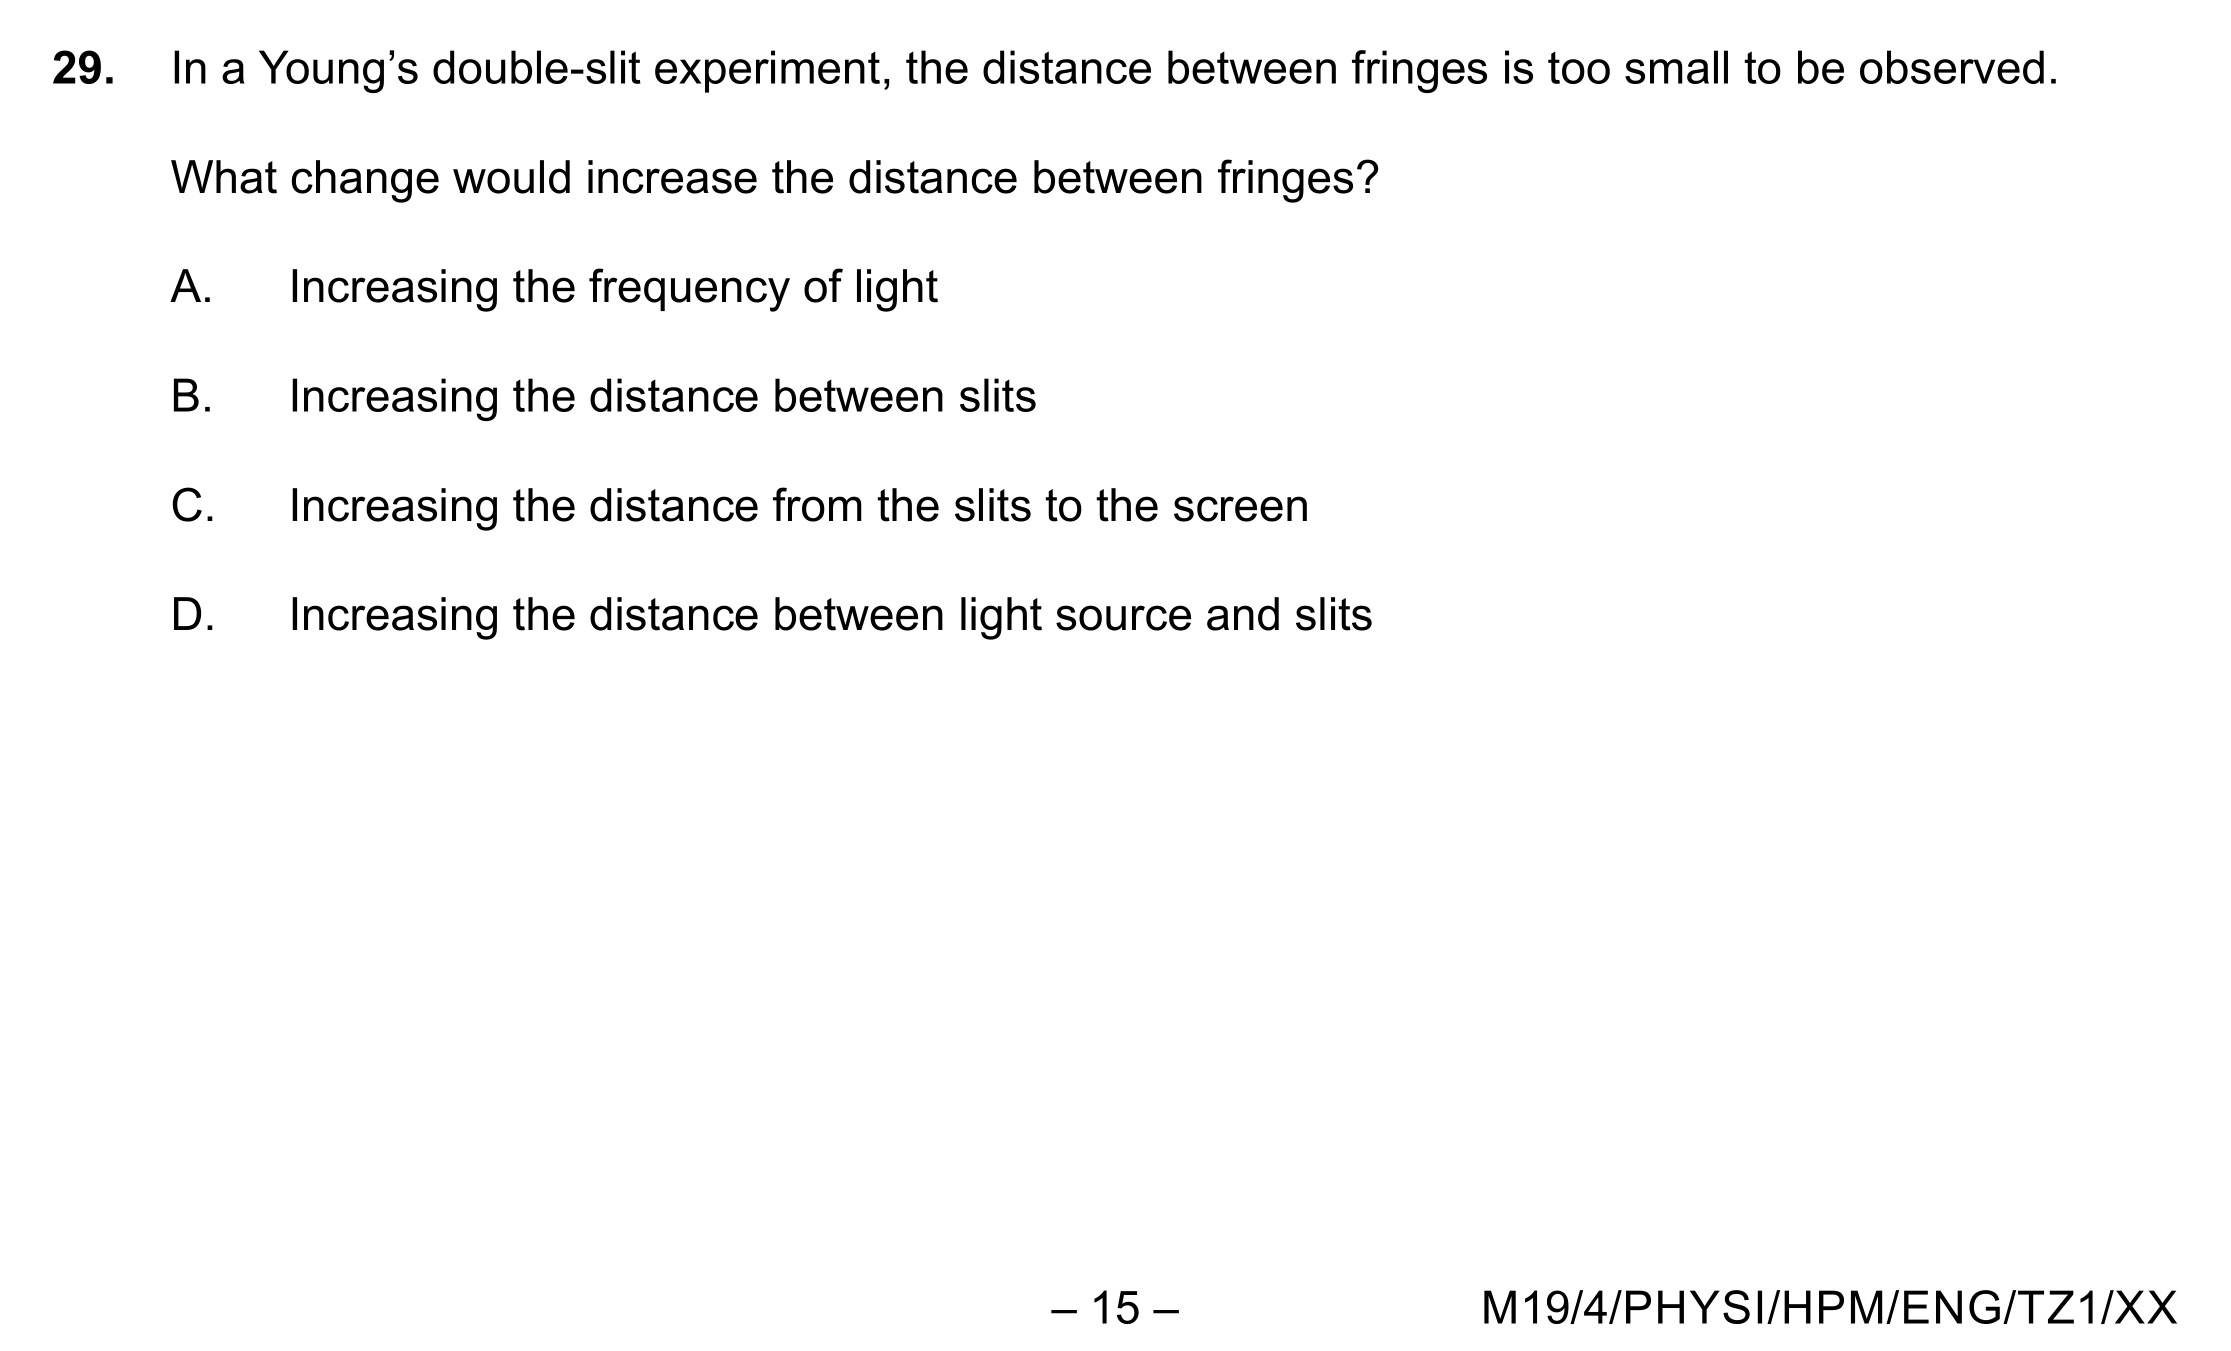 29. In a Young’s double-slit experiment, the distance between fringes is too small to be observed.
What change would increase the distance between fringes?
A. Increasing the frequency of light
B. Increasing the distance between slits
C. Increasing the distance from the slits to the screen
D. Increasing the distance between light source and slits
– 15 – M19/4/PHYSI/HPM/ENG/TZ1/XX